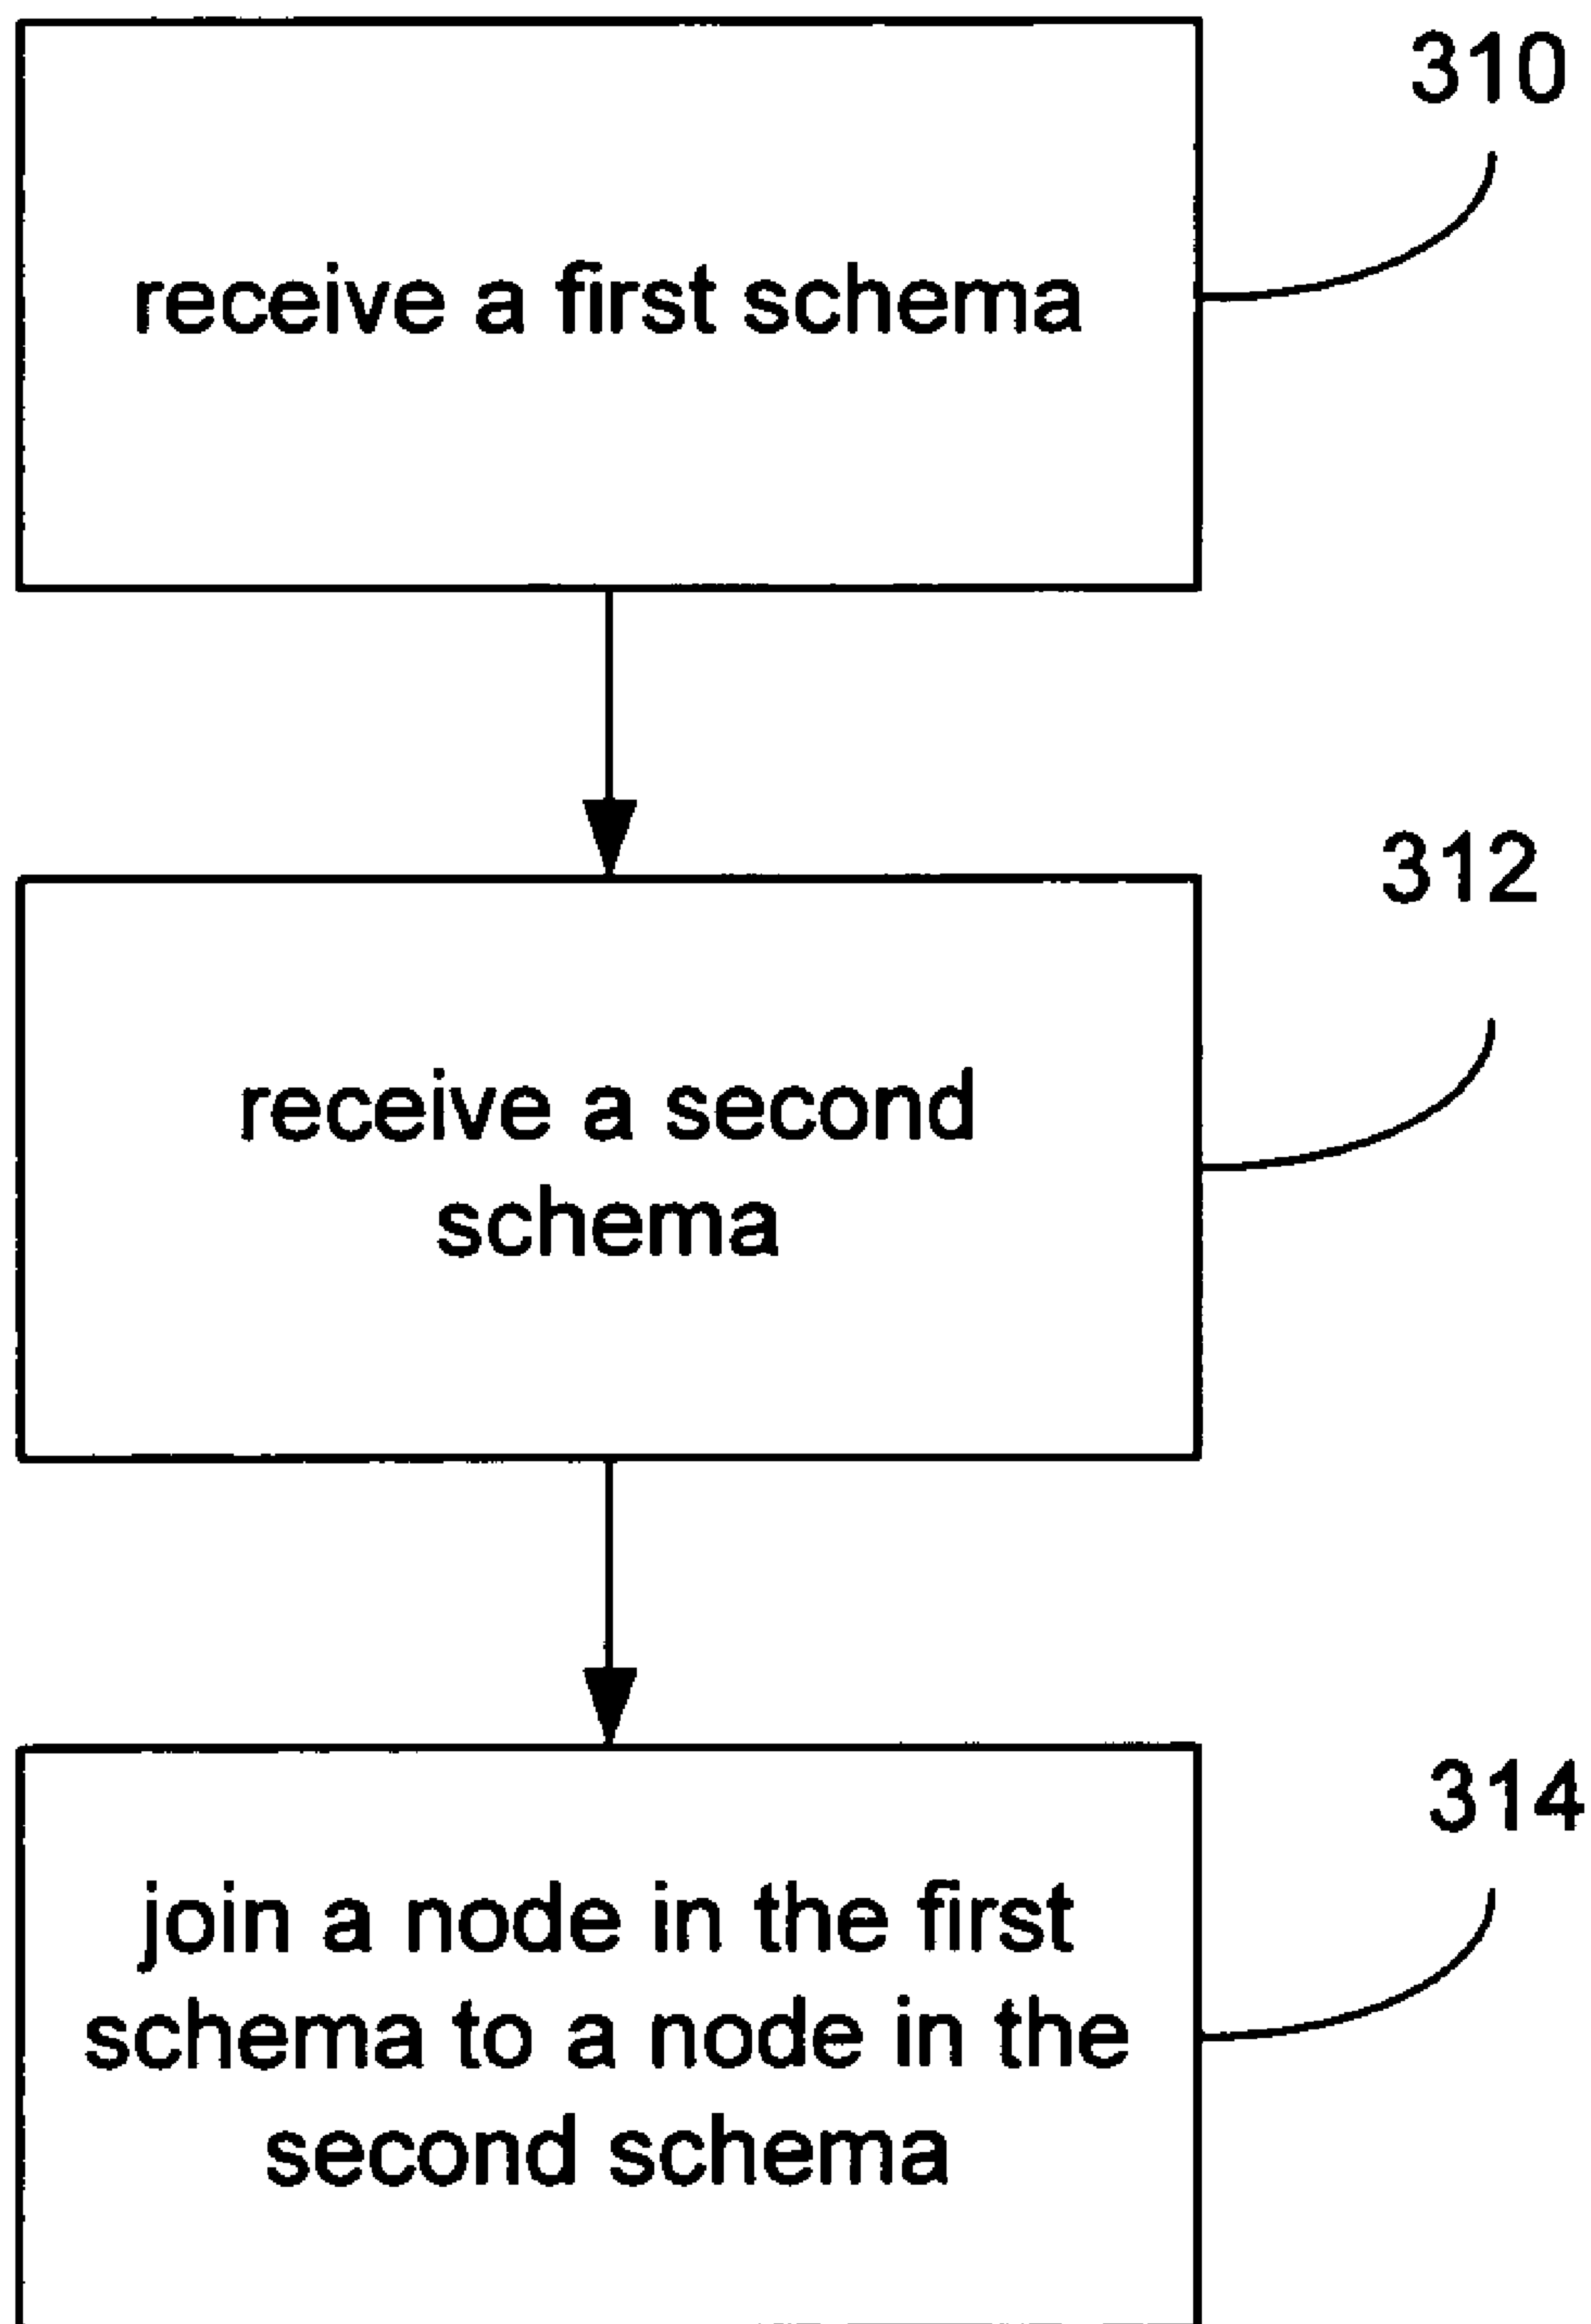 310
receive a first schema
312
receive a second
schema
314
join a node in the first
schema to a node in the
second schema